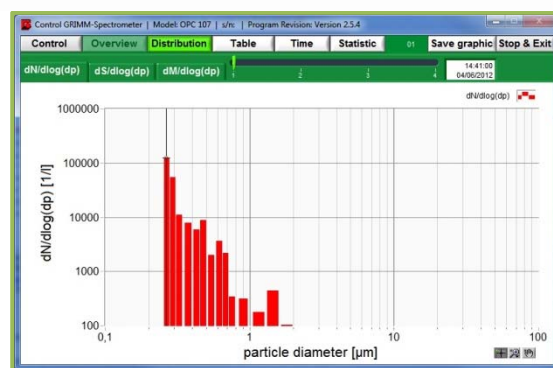 Control GRIMM-Spectrometer | Model: OPC 107 | s/n: | Program Revision: Version 2.5.4
Control Overview Distribution Table Time Statistic 01 Save graphic Stop & Exit
dN/dlog(dp) dS/dlog(dp) dM/dlog(dp) 1 2 3 4 14:41:00
04/06/2012
dN/dlog(dp)
1000000
100000
10000
1000
100
dN/dlog(dp) [1/l]
0,1 1 10 100
particle diameter [µm]